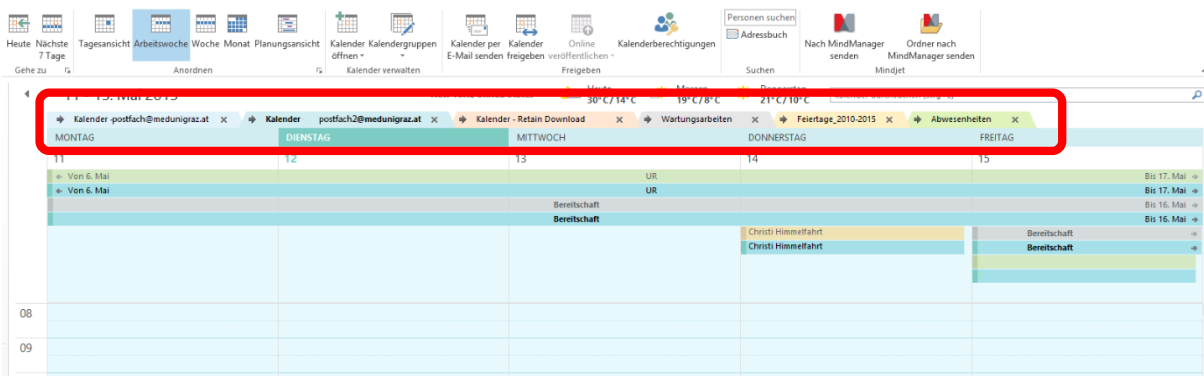 Heute Nächste 7 Tage
Tagesansicht Arbeitswoche Woche Monat Planungsansicht
Kalender öffnen Kalendergruppen
Kalender per E-Mail senden
Kalender freigeben
Online veröffentlichen
Kalenderberechtigungen
Personen suchen
Adressbuch
Nach MindManager senden
Ordner nach MindManager senden
Gehe zu Anordnen Kalender verwalten Freigeben Suchen Mindjet
Mai 2015
30°C/14°C 19°C/8°C 21°C/10°C
Kalender -postfach@medunigraz.at Kalender postfach2@medunigraz.at Kalender - Retain Download Wartungsarbeiten Feiertage_2010-2015 Abwesenheiten
MONTAG DIENSTAG MITTWOCH DONNERSTAG FREITAG
11 12 13 14 15
Von 6. Mai UR Bis 17. Mai
Von 6. Mai UR Bis 17. Mai
Bereitschaft Bis 16. Mai
Bereitschaft Bis 16. Mai
Christi Himmelfahrt Bereitschaft
Christi Himmelfahrt Bereitschaft
08
09